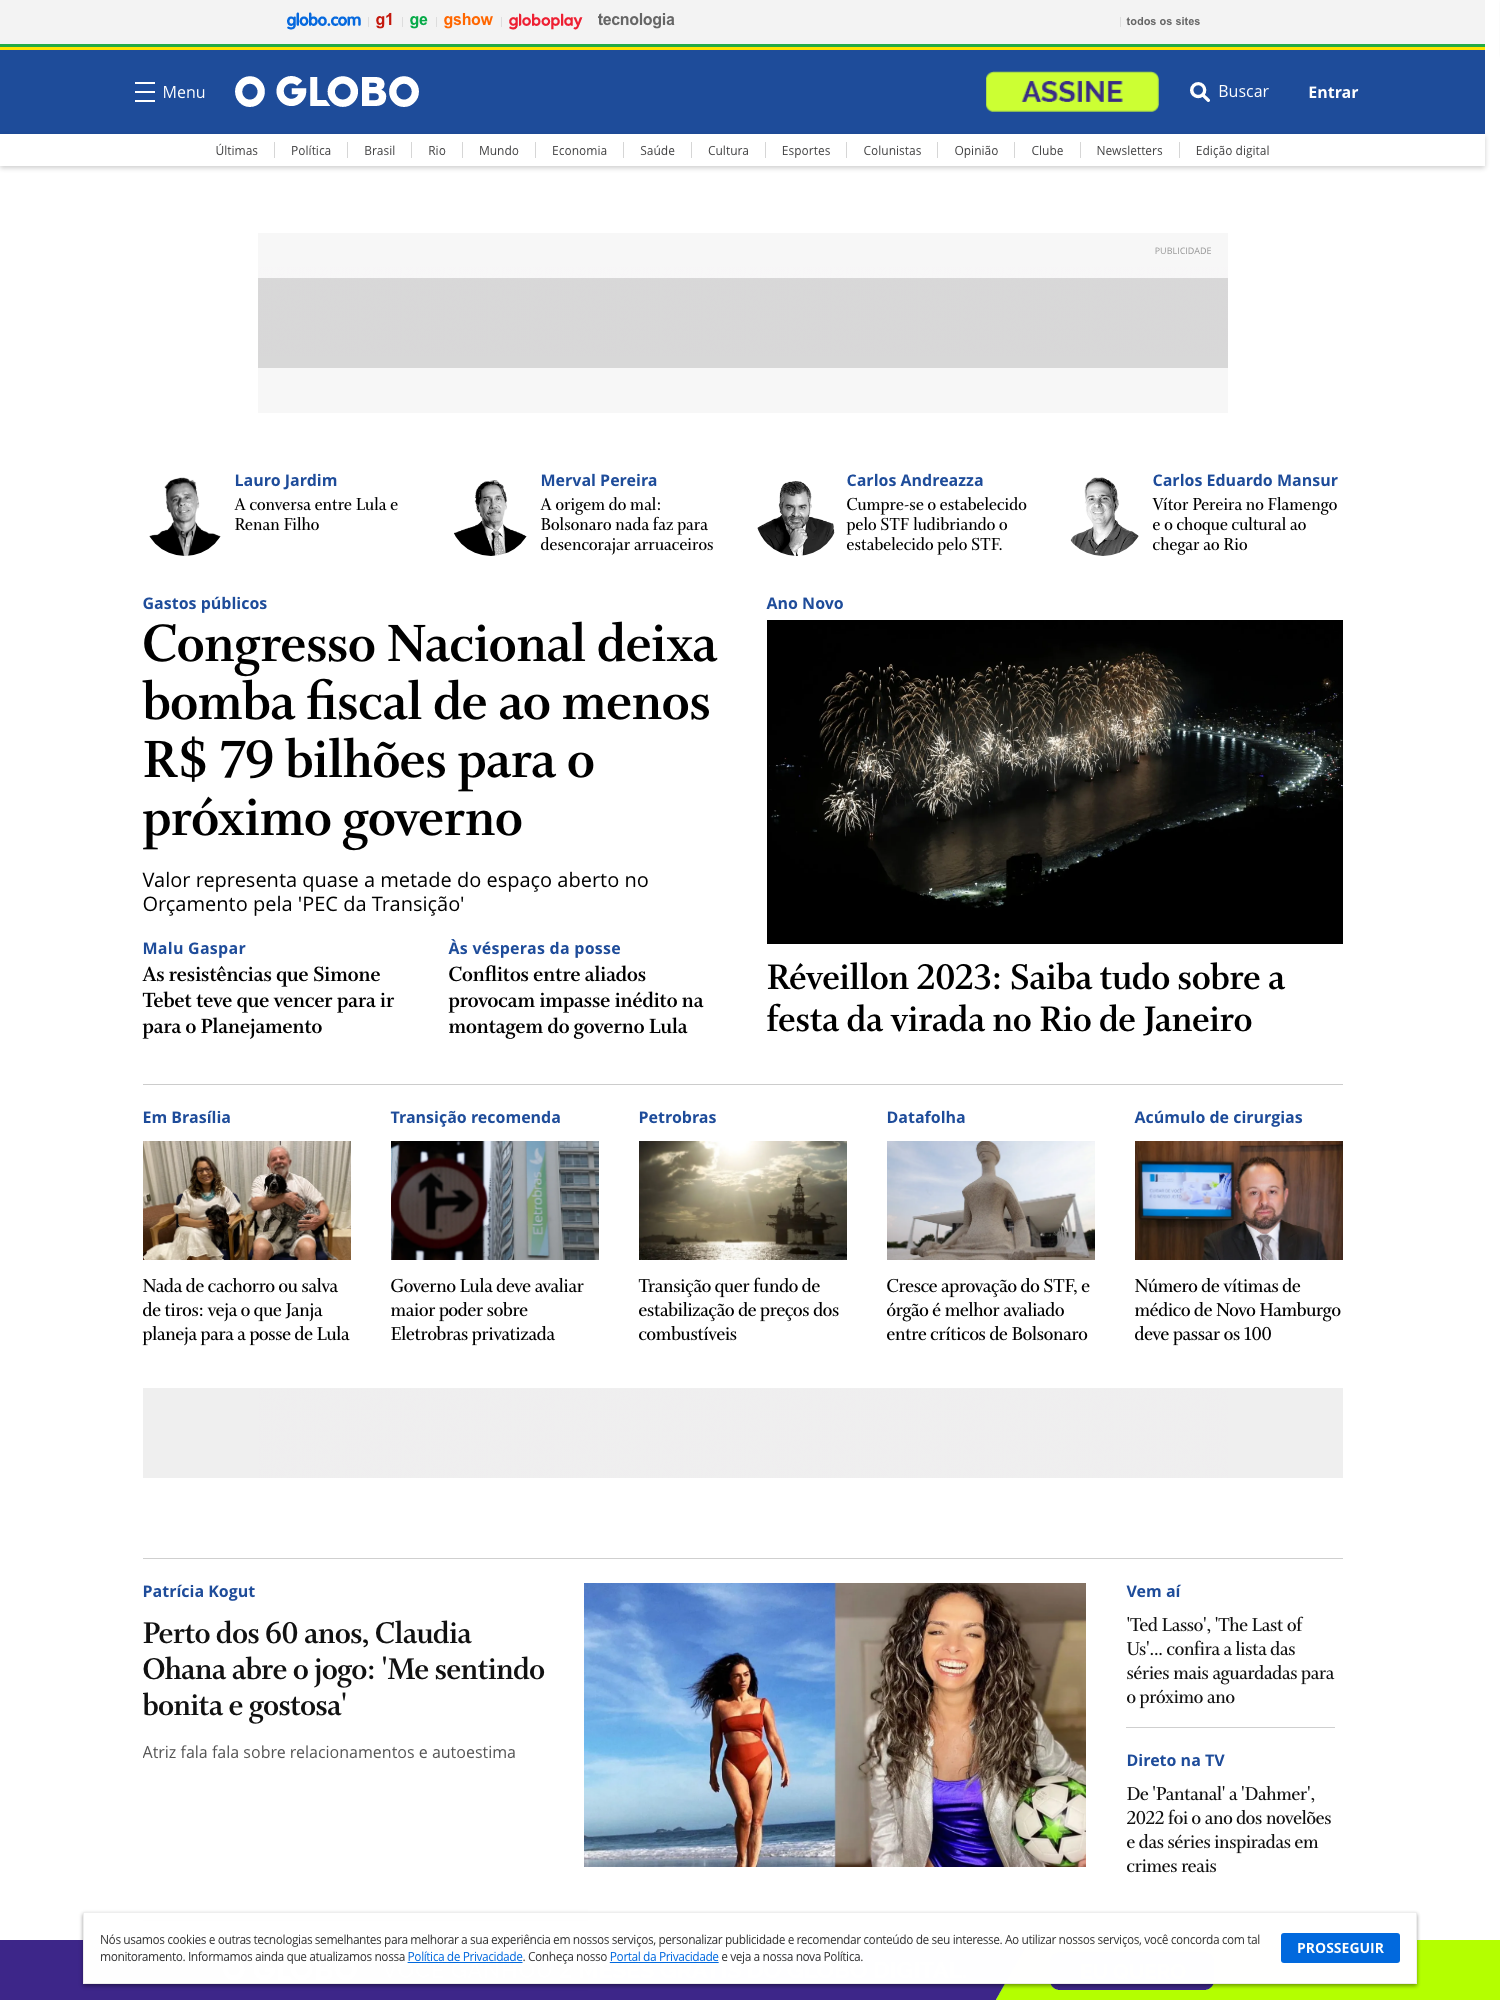 globo.com g1 ge gshow globoplay tecnologia todos os sites
Menu O GLOBO ASSINE Buscar Entrar
Últimas Política Brasil Rio Mundo Economia Saúde Cultura Esportes Colunistas Opinião Clube Newsletters Edição digital
PUBLICIDADE
Lauro Jardim
A conversa entre Lula e
Renan Filho
Merval Pereira
A origem do mal:
Bolsonaro nada faz para
desencorajar arruaceiros
Carlos Andreazza
Cumpre-se o estabelecido
pelo STF ludibriando o
estabelecido pelo STF.
Carlos Eduardo Mansur
Vítor Pereira no Flamengo
e o choque cultural ao
chegar ao Rio
Gastos públicos
Congresso Nacional deixa
bomba fiscal de ao menos
R$ 79 bilhões para o
próximo governo
Valor representa quase a metade do espaço aberto no
Orçamento pela 'PEC da Transição'
Malu Gaspar
As resistências que Simone
Tebet teve que vencer para ir
para o Planejamento
Às vésperas da posse
Conflitos entre aliados
provocam impasse inédito na
montagem do governo Lula
Ano Novo
Réveillon 2023: Saiba tudo sobre a
festa da virada no Rio de Janeiro
Em Brasília
Nada de cachorro ou salva
de tiros: veja o que Janja
planeja para a posse de Lula
Transição recomenda
Eletrobras
Governo Lula deve avaliar
maior poder sobre
Eletrobras privatizada
Petrobras
Transição quer fundo de
estabilização de preços dos
combustíveis
Datafolha
Cresce aprovação do STF, e
órgão é melhor avaliado
entre críticos de Bolsonaro
Acúmulo de cirurgias
Número de vítimas de
médico de Novo Hamburgo
deve passar os 100
Patrícia Kogut
Perto dos 60 anos, Claudia
Ohana abre o jogo: 'Me sentindo
bonita e gostosa'
Atriz fala fala sobre relacionamentos e autoestima
Vem aí
'Ted Lasso', 'The Last of
Us'... confira a lista das
séries mais aguardadas para
o próximo ano
Direto na TV
De 'Pantanal' a 'Dahmer',
2022 foi o ano dos novelões
e das séries inspiradas em
crimes reais
Nós usamos cookies e outras tecnologias semelhantes para melhorar a sua experiência em nossos serviços, personalizar publicidade e recomendar conteúdo de seu interesse. Ao utilizar nossos serviços, você concorda com tal
monitoramento. Informamos ainda que atualizamos nossa Política de Privacidade. Conheça nosso Portal da Privacidade e veja a nossa nova Política.
PROSSEGUIR